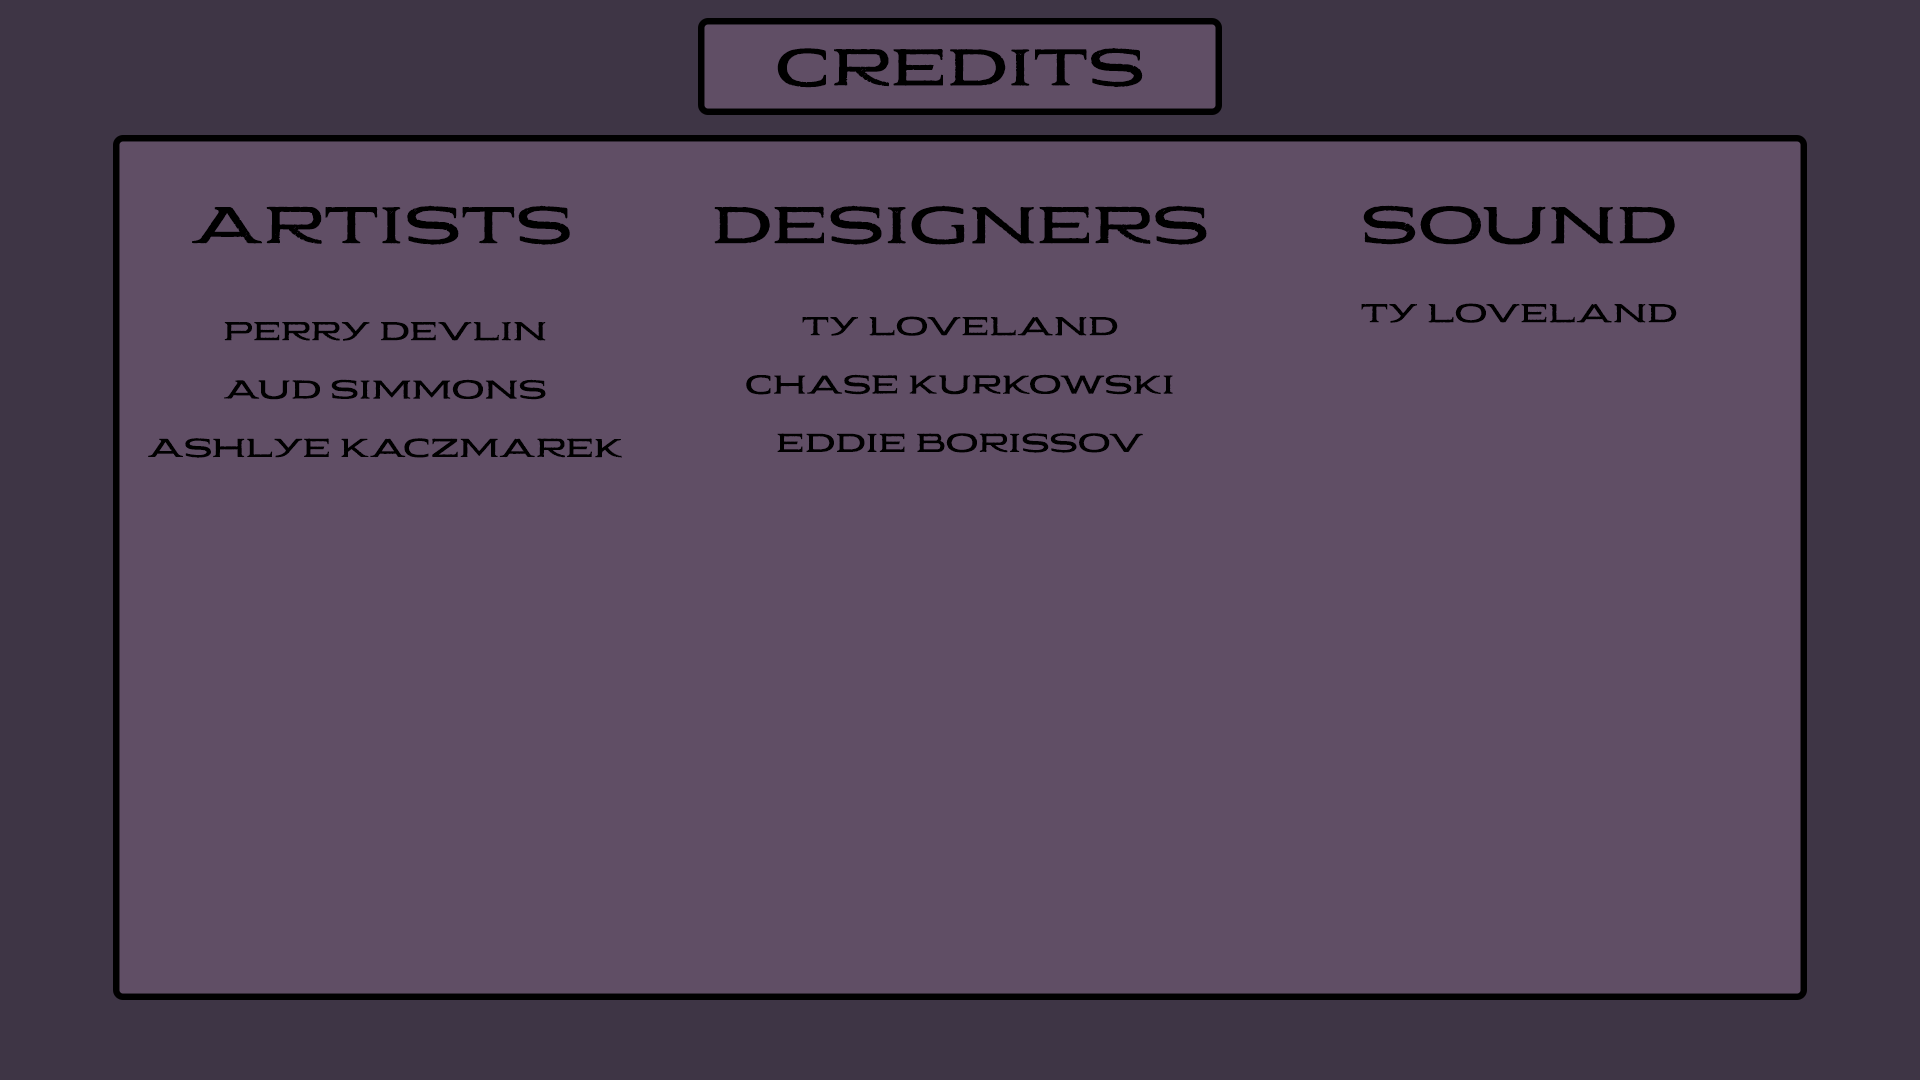 CREDITS
ARTISTS
PERRY DEVLIN
AUD SIMMONS
ASHLYE KACZMAREK
DESIGNERS
TY LOVELAND
CHASE KURKOWSKI
EDDIE BORISSOV
SOUND
TY LOVELAND